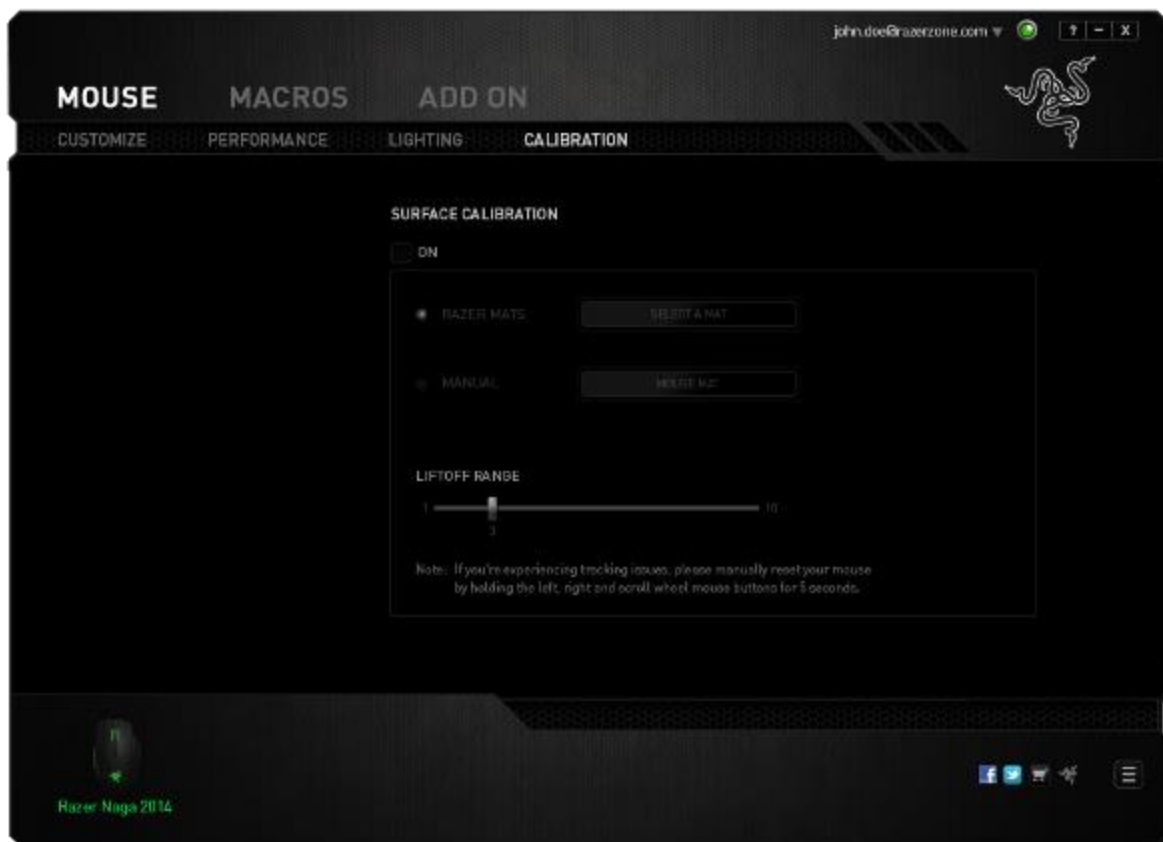 john.doe@razerzone.com
? – X
MOUSE MACROS ADD ON
CUSTOMIZE PERFORMANCE LIGHTING CALIBRATION
SURFACE CALIBRATION
ON
RAZER MATS SELECT A MAT
MANUAL MOUSE MAT
LIFTOFF RANGE
1 10
3
Note: If you're experiencing tracking issues, please manually reset your mouse
by holding the left, right and scroll wheel mouse buttons for 5 seconds.
Razer Naga 2014